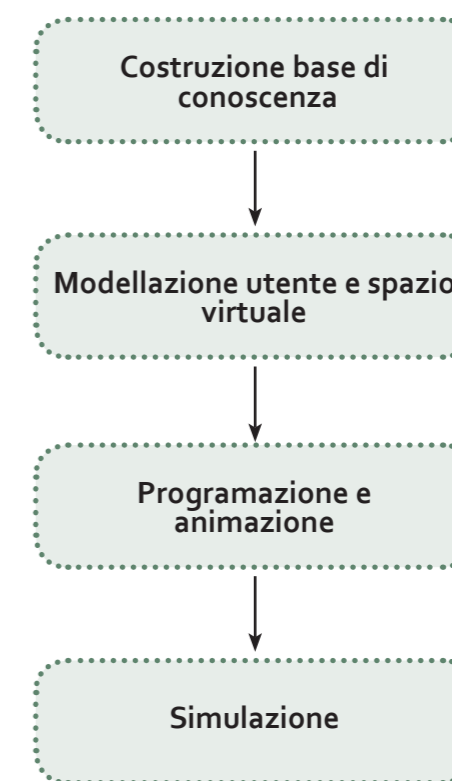 Costruzione base di
conoscenza
Modellazione utente e spazio
virtuale
Programazione e
animazione
Simulazione